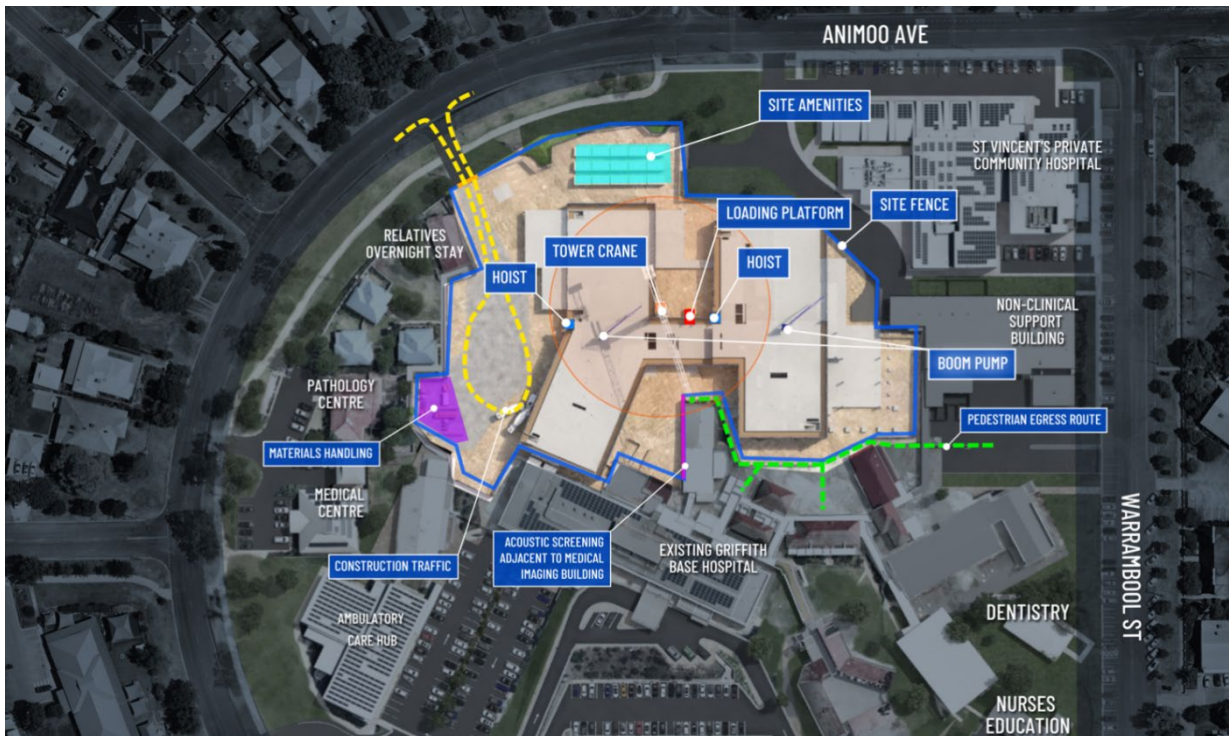 ANIMOO AVE
SITE AMENITIES
ST VINCENT'S PRIVATE
COMMUNITY HOSPITAL
LOADING PLATFORM
SITE FENCE
RELATIVES
OVERNIGHT STAY
TOWER CRANE
HOIST
HOIST
NON-CLINICAL
SUPPORT
BUILDING
BOOM PUMP
PATHOLOGY
CENTRE
PEDESTRIAN EGRESS ROUTE
MATERIALS HANDLING
MEDICAL
CENTRE
CONSTRUCTION TRAFFIC
ACOUSTIC SCREENING
ADJACENT TO MEDICAL
IMAGING BUILDING
EXISTING GRIFFITH
BASE HOSPITAL
WARRAMBOOL ST
AMBULATORY
CARE HUB
DENTISTRY
NURSES
EDUCATION